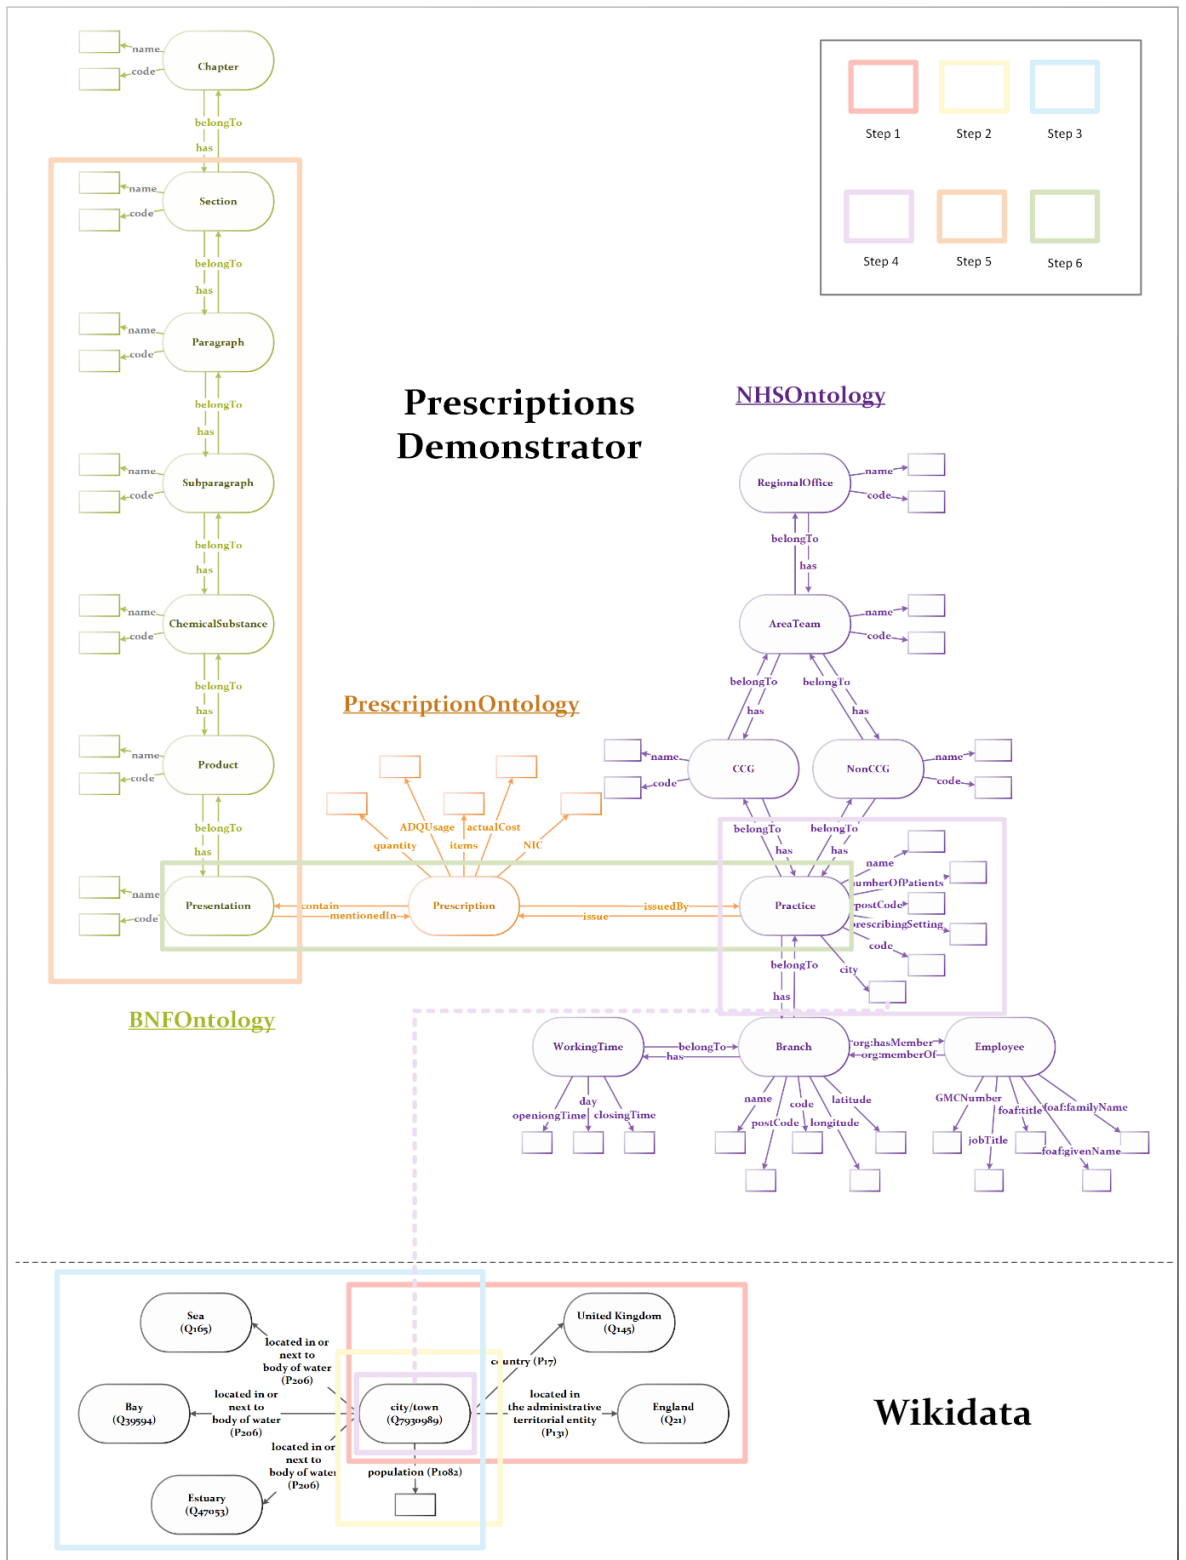 name
code
Chapter
belongTo
has
Step 1
Step 2
Step 3
Step 4
Step 5
Step 6
name
code
Section
belongTo
has
name
code
Paragraph
belongTo
has
Prescriptions
Demonstrator
NHSOntology
name
code
Subparagraph
belongTo
has
RegionalOffice
name
code
belongTo
has
name
code
ChemicalSubstance
belongTo
has
AreaTeam
name
code
belongTo
has
belongTo
has
PrescriptionOntology
name
code
Product
belongTo
has
quantity
ADQUsage
items
actualCost
NIC
name
code
CCG
NonCCG
name
code
belongTo
has
belongTo
has
name
code
Presentation
contain
mentionedIn
Prescription
issuedBy
issue
Practice
name
numberOfPatients
postCode
prescribingSetting
code
city
belongTo
has
BNFOntology
WorkingTime
belongTo
has
Branch
org:hasMember
org:memberOf
Employee
openiongTime
day
closingTime
name
postCode
code
longitude
latitude
GMCNumber
jobTitle
foaf:title
foaf:familyName
foaf:givenName
Sea
(Q165)
located in or
next to
body of water
(P206)
United Kingdom
(Q145)
country (P17)
Bay
(Q39594)
located in or
next to
body of water
(P206)
city/town
(Q7930989)
located in
the administrative
territorial entity
(P131)
England
(Q21)
Wikidata
located in or
next to
body of water
(P206)
Estuary
(Q47053)
population (P1082)